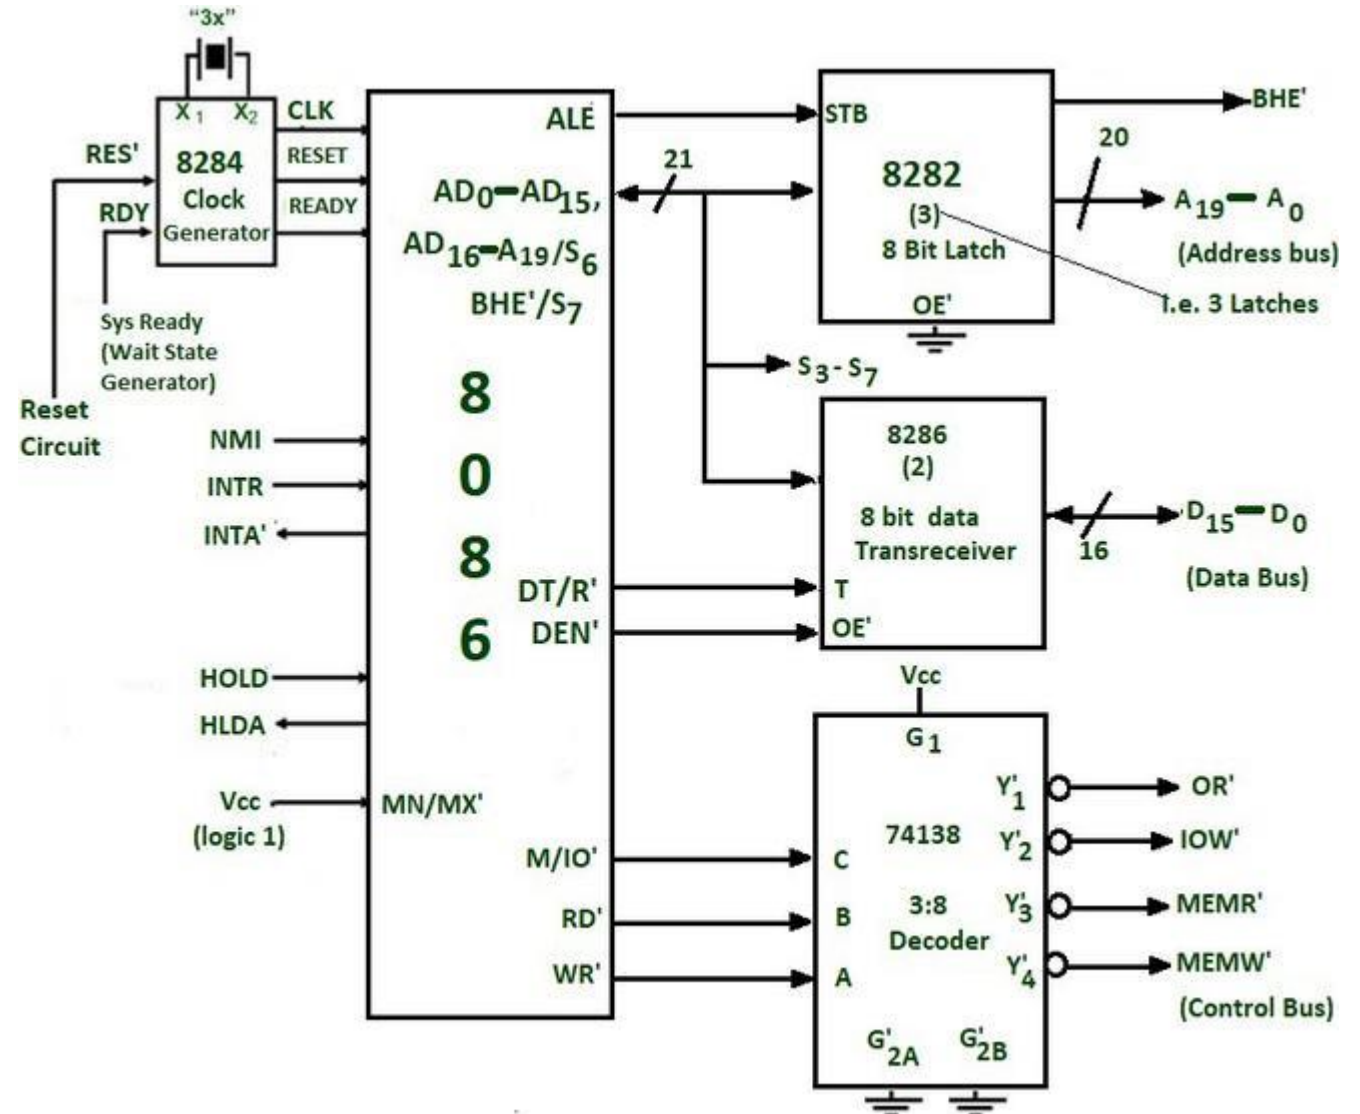 “3x”
X1 X2
8284
Clock
Generator
CLK
RESET
READY
RES'
RDY
Sys Ready
(Wait State
Generator)
Reset
Circuit
NMI
INTR
INTA'
HOLD
HLDA
Vcc
(logic 1)
ALE
AD0-AD15,
AD16-A19/S6
BHE'/S7
8
0
8
6
DT/R'
DEN'
MN/MX'
M/IO'
RD'
WR'
21
STB
8282
(3)
8 Bit Latch
OE'
BHE'
20
A19 - A0
(Address bus)
I.e. 3 Latches
S3 - S7
8286
(2)
8 bit data
Transreceiver
T
OE'
16
D15 - D0
(Data Bus)
Vcc
G1
74138
3:8
Decoder
C
B
A
Y'1
Y'2
Y'3
Y'4
G'2A G'2B
OR'
IOW'
MEMR'
MEMW'
(Control Bus)